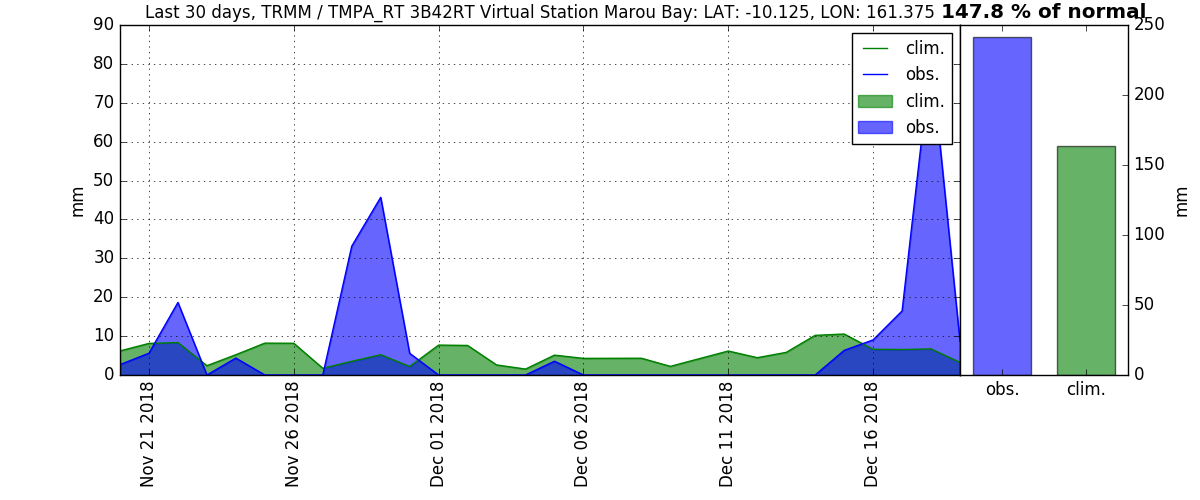 Last 30 days, TRMM / TMPA_RT 3B42RT Virtual Station Marou Bay: LAT: -10.125, LON: 161.375 147.8 % of normal
90
80
70
60
50
40
30
20
10
0
mm
clim.
obs.
clim.
obs.
Nov 21 2018
Nov 26 2018
Dec 01 2018
Dec 06 2018
Dec 11 2018
Dec 16 2018
250
200
150
100
50
0
mm
obs. clim.